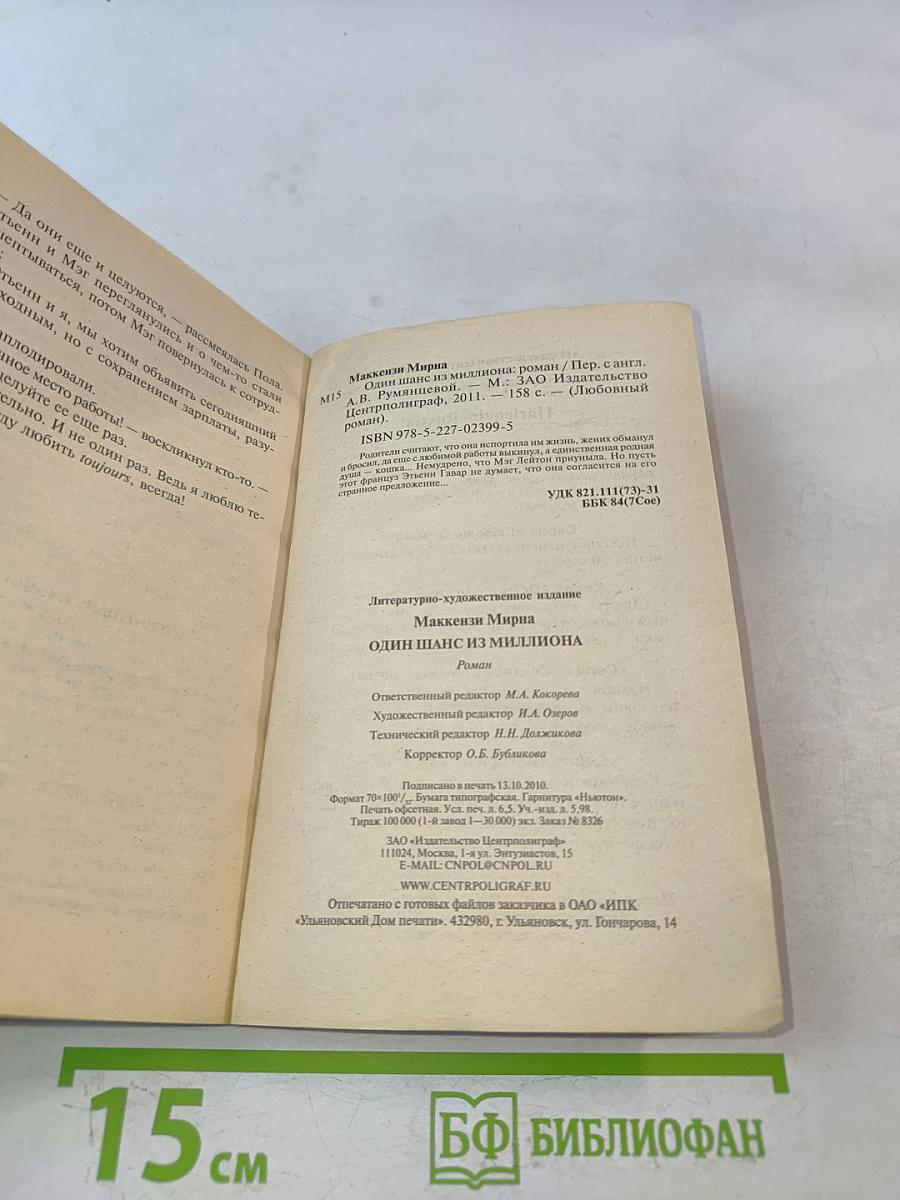 — Да они еще и целуются, — рассмеялась Пола.
тьенн и Мэг переглянулись и о чем-то стали
шептываться, потом Мэг повернулась к сотруд-
тьенн и я, мы хотим объявить сегодняшний
ходным, но с сохранением зарплаты, разу-
плодировали.
ное место работы! — воскликнул кто-то. —
целуйте ее еще раз.
тельно. И не один раз. Ведь я люблю те-
ду любить toujours, всегда!
Маккензи Мирна
М15 Один шанс из миллиона: роман / Пер. с англ.
А.В. Румянцевой. — М.: ЗАО Издательство
Центрполиграф, 2011. — 158 с. — (Любовный
роман).
ISBN 978-5-227-02399-5
Родители считают, что она испортила им жизнь, жених обманул
и бросил, да еще с любимой работы выкинул, а единственная родная
душа — кошка... Немудрено, что Мэг Лейтон приуныла. Но пусть
этот француз Этьенн Гавар не думает, что она согласится на его
странное предложение...
УДК 821.111(73)-31
ББК 84(7Сое)
Литературно-художественное издание
Маккензи Мирна
ОДИН ШАНС ИЗ МИЛЛИОНА
Роман
Ответственный редактор М.А. Кокорева
Художественный редактор И.А. Озеров
Технический редактор Н.Н. Должикова
Корректор О.Б. Бубликова
Подписано в печать 13.10.2010.
Формат 70×100¹/₃₂. Бумага типографская. Гарнитура «Ньютон».
Печать офсетная. Усл. печ. л. 6,5. Уч.-изд. л. 5,98.
Тираж 100 000 (1-й завод 1—30 000) экз. Заказ № 8326
ЗАО «Издательство Центрполиграф»
111024, Москва, 1-я ул. Энтузиастов, 15
E-MAIL: CNPOL@CNPOL.RU
WWW.CENTRPOLIGRAF.RU
Отпечатано с готовых файлов заказчика в ОАО «ИПК
«Ульяновский Дом печати». 432980, г. Ульяновск, ул. Гончарова, 14
15 см
БФ БИБЛИОФАН